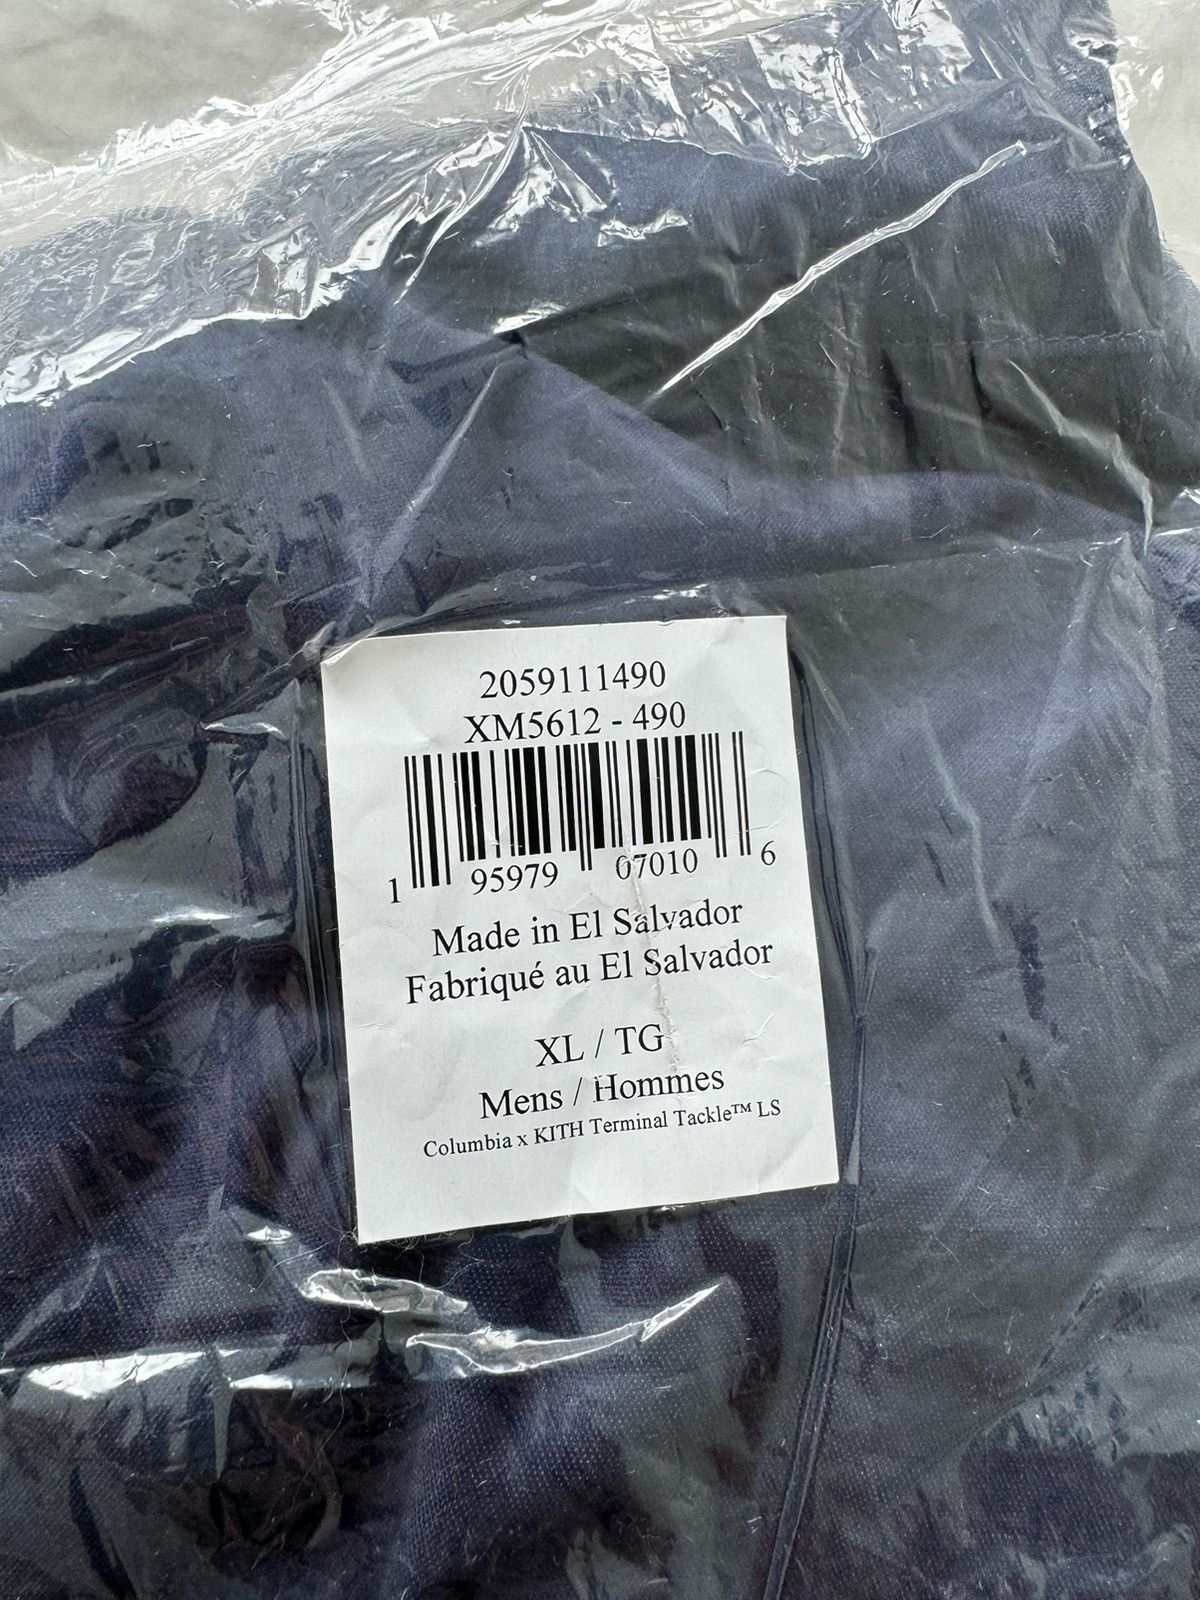 2059111490
XM5612 - 490
1 95979 07010 6
Made in El Salvador
Fabriqué au El Salvador
XL / TG
Mens / Hommes
Columbia x KITH Terminal Tackle™ LS